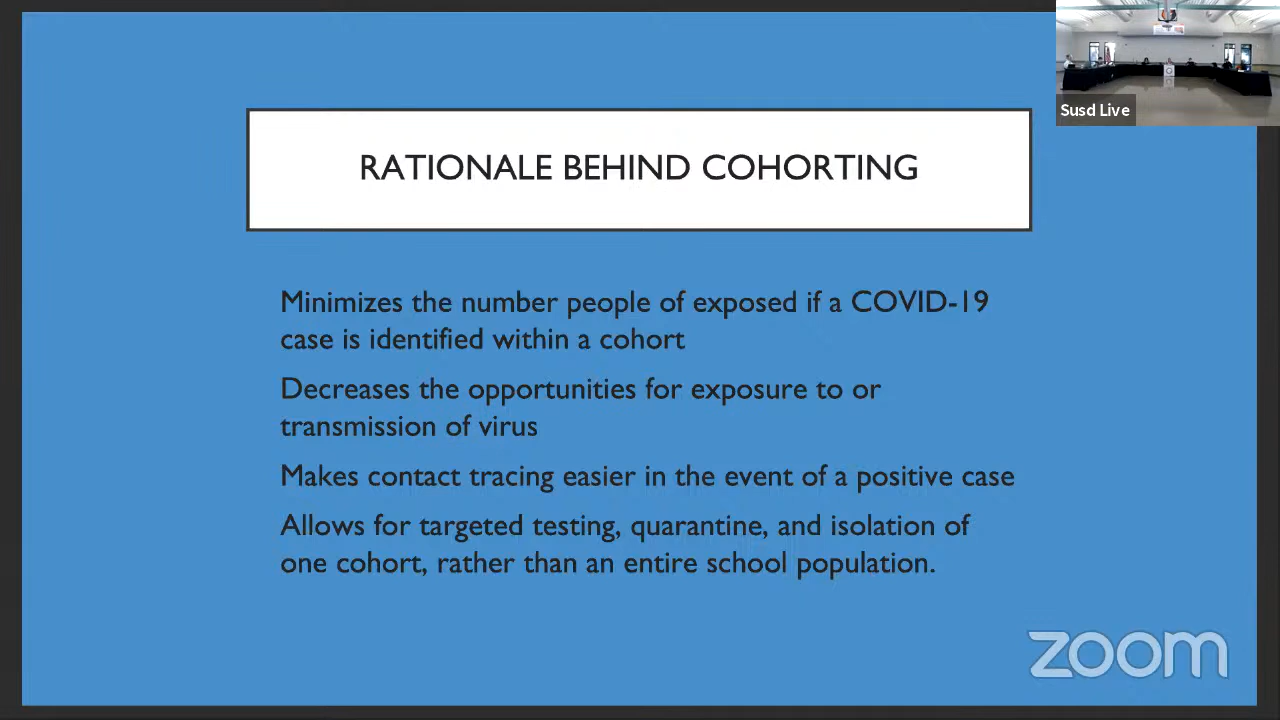 Susd Live
RATIONALE BEHIND COHORTING
Minimizes the number people of exposed if a COVID-19
case is identified within a cohort
Decreases the opportunities for exposure to or
transmission of virus
Makes contact tracing easier in the event of a positive case
Allows for targeted testing, quarantine, and isolation of
one cohort, rather than an entire school population.
zoom